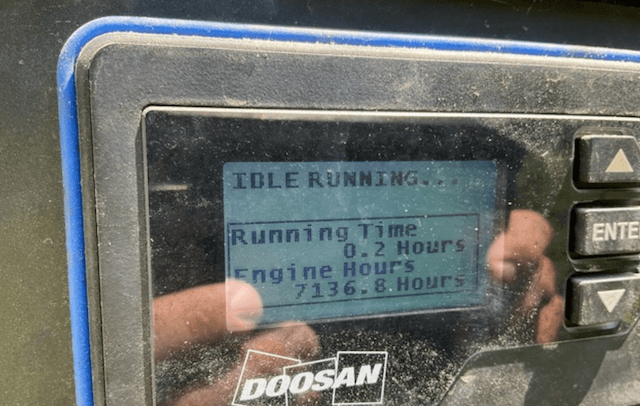 IDLE RUNNING...
Running Time
0.2 Hours
Engine Hours
7136.8 Hours
ENTE
DOOSAN